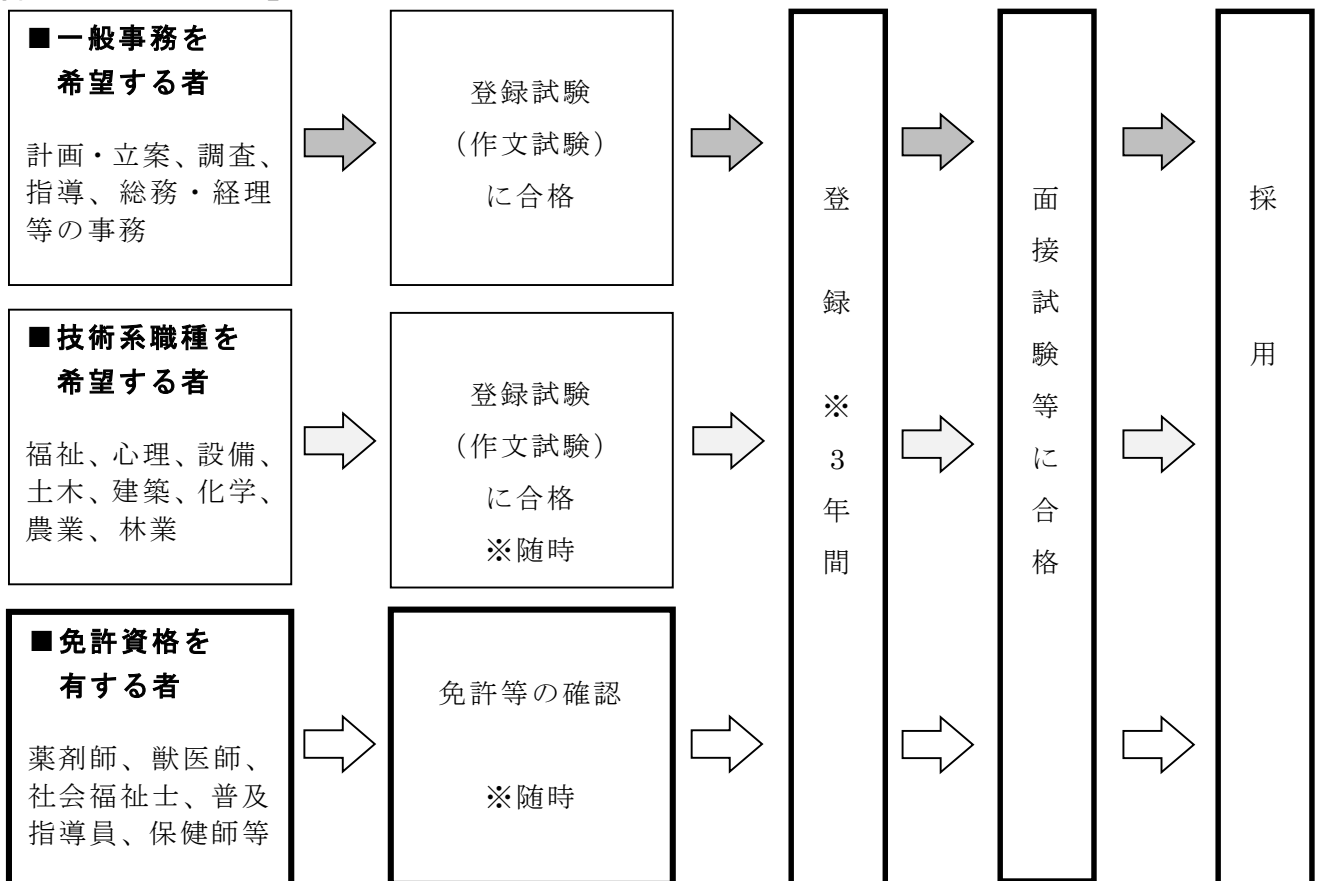 ■一般事務を
希望する者
計画・立案、調査、
指導、総務・経理
等の事務
登録試験
（作文試験）
に合格
■技術系職種を
希望する者
福祉、心理、設備、
土木、建築、化学、
農業、林業
登録試験
（作文試験）
に合格
※随時
■免許資格を
有する者
薬剤師、獣医師、
社会福祉士、普及
指導員、保健師等
免許等の確認
※随時
登録※3年間
面接試験等に合格
採用